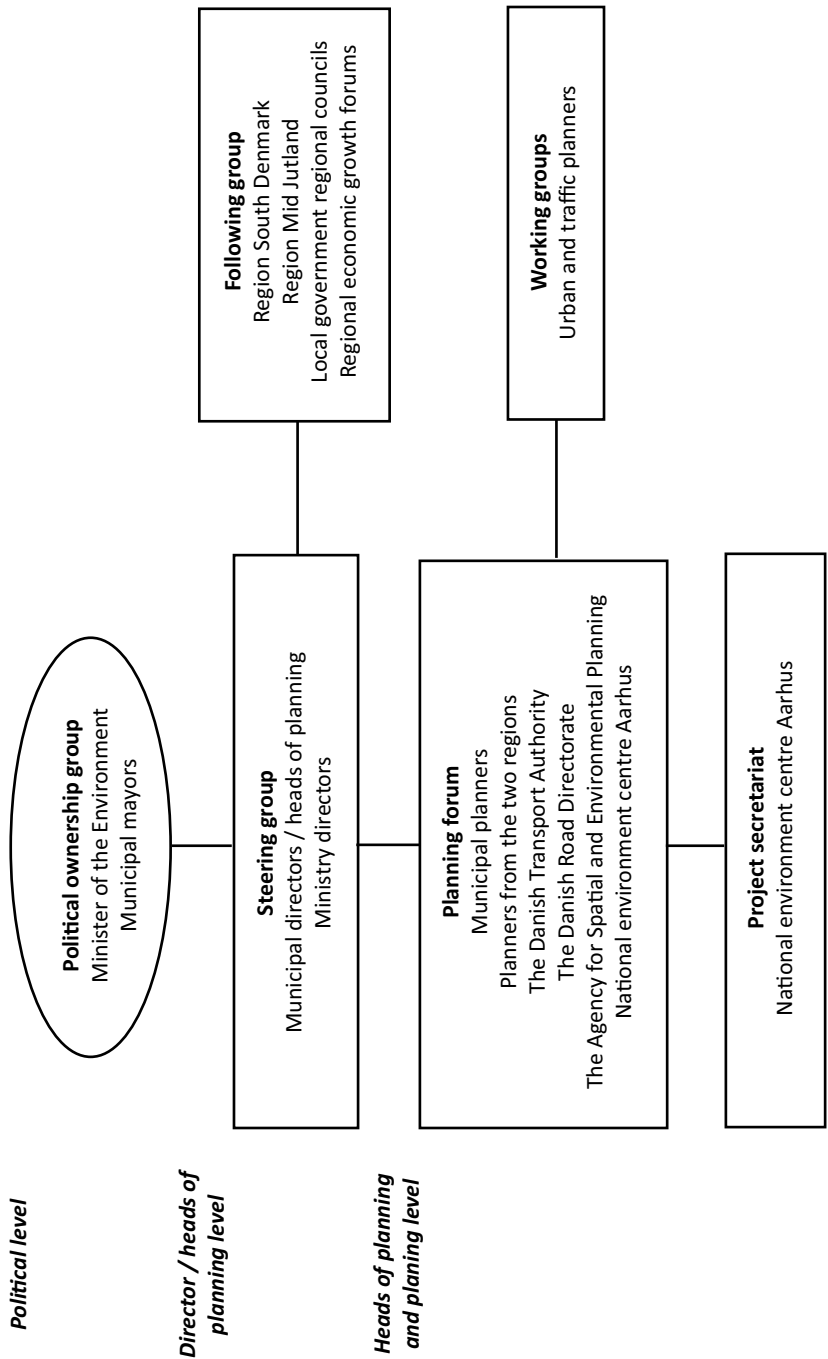 Political level
Political ownership group
Minister of the Environment
Municipal mayors
Director / heads of
planning level
Steering group
Municipal directors / heads of planning
Ministry directors
Following group
Region South Denmark
Region Mid Jutland
Local government regional councils
Regional economic growth forums
Heads of planning
and planing level
Planning forum
Municipal planners
Planners from the two regions
The Danish Transport Authority
The Danish Road Directorate
The Agency for Spatial and Environmental Planning
National environment centre Aarhus
Working groups
Urban and traffic planners
Project secretariat
National environment centre Aarhus